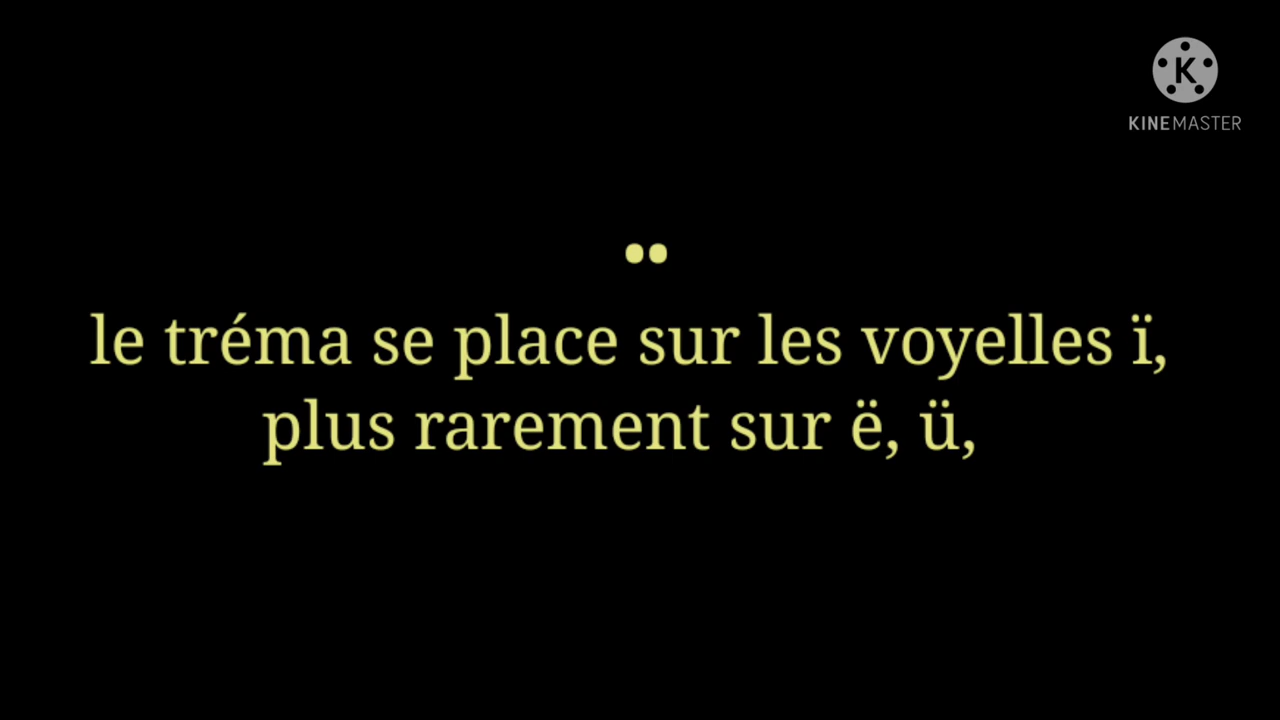 K
KINEMASTER
¨
le tréma se place sur les voyelles ï,
plus rarement sur ë, ü,